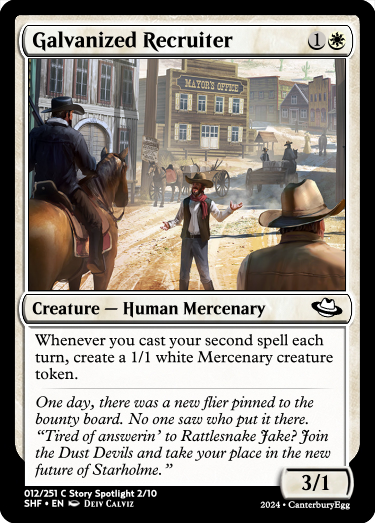 Galvanized Recruiter 1
MAYOR'S OFFICE
Creature — Human Mercenary
Whenever you cast your second spell each
turn, create a 1/1 white Mercenary creature
token.
One day, there was a new flier pinned to the
bounty board. No one saw who put it there.
“Tired of answerin’ to Rattlesnake Jake? Join
the Dust Devils and take your place in the new
future of Starholme.”
3/1
012/251 C Story Spotlight 2/10
SHF • EN Deiv Calviz
2024 • CanterburyEgg